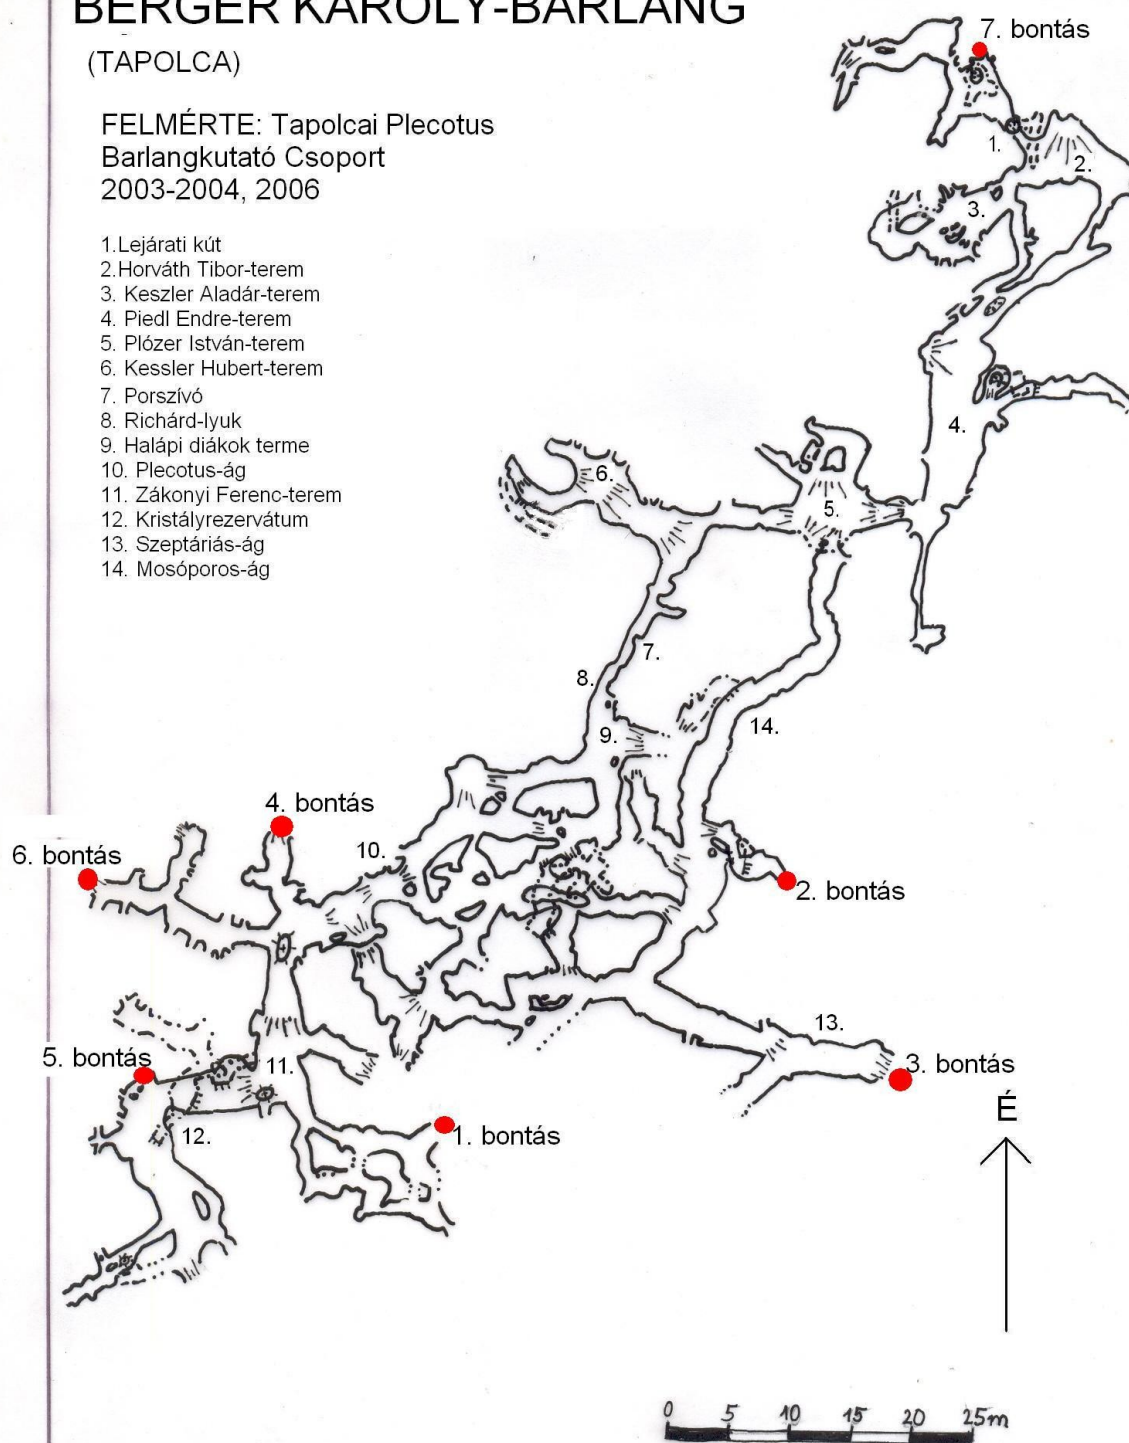 BERGER KÁROLY-BARLANG
(TAPOLCA)
FELMÉRTE: Tapolcai Plecotus
Barlangkutató Csoport
2003-2004, 2006
1.Lejárati kút
2.Horváth Tibor-terem
3. Keszler Aladár-terem
4. Piedl Endre-terem
5. Plózer István-terem
6. Kessler Hubert-terem
7. Porszívó
8. Richárd-lyuk
9. Halápi diákok terme
10. Plecotus-ág
11. Zákonyi Ferenc-terem
12. Kristályrezervátum
13. Szeptáriás-ág
14. Mosóporos-ág
7. bontás
1.
2.
3.
4.
6.
5.
7.
8.
9.
14.
4. bontás
10.
6. bontás
2. bontás
13.
5. bontás
11.
3. bontás
É
12.
1. bontás
0 5 10 15 20 25m